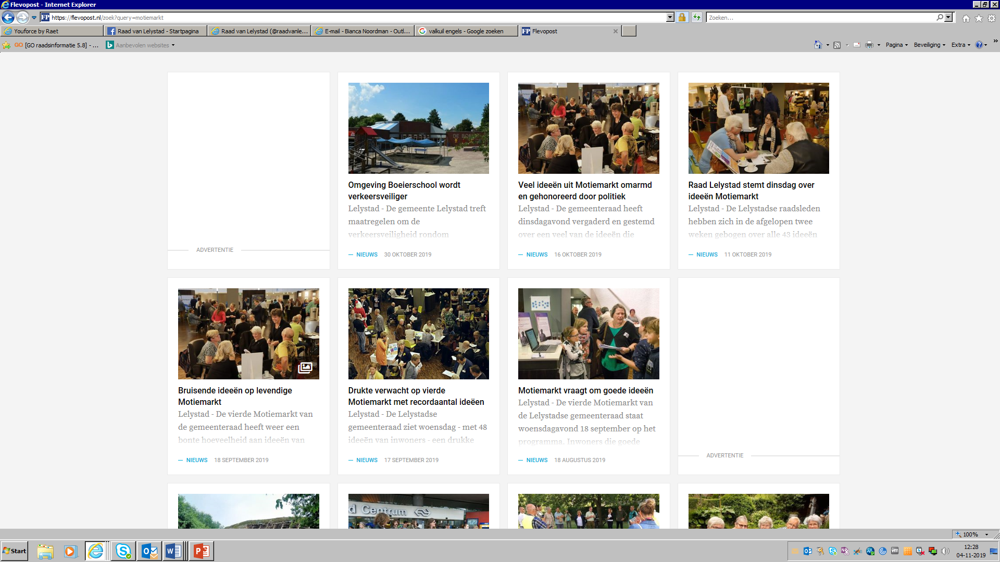 Flevopost - Internet Explorer
FP https://flevopost.nl/zoek?query=motiemarkt
Zoeken...
Youforce by Raet
Raad van Lelystad - Startpagina
Raad van Lelystad (@raadvanle...
E-mail - Bianca Noordman - Outl...
valkuil engels - Google zoeken
FP Flevopost
GO [GO raadsinformatie 5.8] - ...
Aanbevolen websites
Pagina
Beveiliging
Extra
ADVERTENTIE
DE BOEIER
Omgeving Boeierschool wordt
verkeersveiliger
Lelystad - De gemeente Lelystad treft
maatregelen om de
verkeersveiligheid rondom
— NIEUWS 30 OKTOBER 2019
Veel ideeën uit Motiemarkt omarmd
en gehonoreerd door politiek
Lelystad - De gemeenteraad heeft
dinsdagavond vergaderd en gestemd
over een veel van de ideeën die
— NIEUWS 16 OKTOBER 2019
Raad Lelystad stemt dinsdag over
ideeën Motiemarkt
Lelystad - De Lelystadse raadsleden
hebben zich in de afgelopen twee
weken gebogen over alle 43 ideeën
— NIEUWS 11 OKTOBER 2019
Bruisende ideeën op levendige
Motiemarkt
Lelystad - De vierde Motiemarkt van
de gemeenteraad heeft weer een
bonte hoeveelheid aan ideeën van
— NIEUWS 18 SEPTEMBER 2019
Drukte verwacht op vierde
Motiemarkt met recordaantal ideëen
Lelystad - De Lelystadse
gemeenteraad ziet woensdag - met 48
ideeën van inwoners - een drukke
— NIEUWS 17 SEPTEMBER 2019
Motiemarkt vraagt om goede ideeën
Lelystad - De vierde Motiemarkt van
de Lelystadse gemeenteraad staat
woensdagavond 18 september op het
programma. Inwoners die goede
— NIEUWS 18 AUGUSTUS 2019
ADVERTENTIE
d Centrum
100%
Start
12:28
04-11-2019